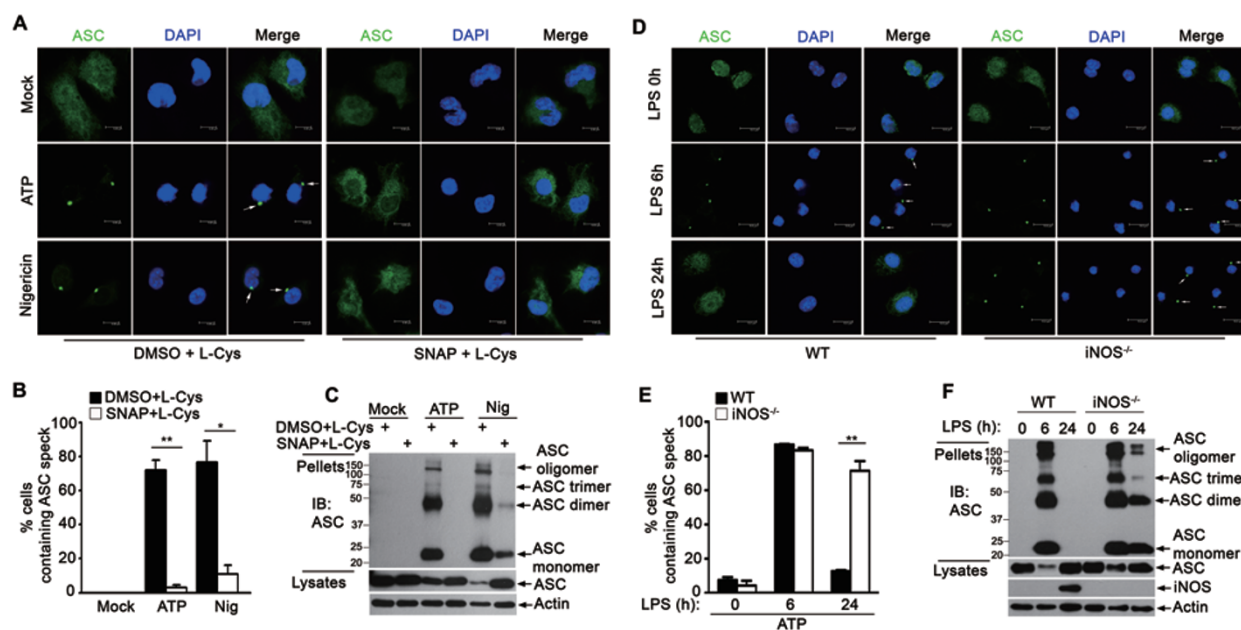 A
ASC DAPI Merge ASC DAPI Merge
Mock
ATP
Nigericin
DMSO + L-Cys SNAP + L-Cys
D
ASC DAPI Merge ASC DAPI Merge
LPS 0h
LPS 6h
LPS 24h
WT iNOS-/-
B
DMSO+L-Cys
SNAP+L-Cys
% cells
containing ASC speck
100
80
60
40
20
0
** *
Mock ATP Nig
C
Mock ATP Nig
DMSO+L-Cys + + +
SNAP+L-Cys + + +
Pellets
IB:
ASC
150
100
75
50
37
25
20
ASC
oligomer
ASC trimer
ASC dimer
ASC
monomer
Lysates
ASC
Actin
E
WT
iNOS-/-
% cells
containing ASC speck
100
80
60
40
20
0
**
LPS (h): 0 6 24
ATP
F
WT iNOS-/-
LPS (h): 0 6 24 0 6 24
Pellets
IB:
ASC
150
100
75
50
37
25
20
ASC
oligomer
ASC trimer
ASC dimer
ASC
monomer
Lysates
ASC
iNOS
Actin